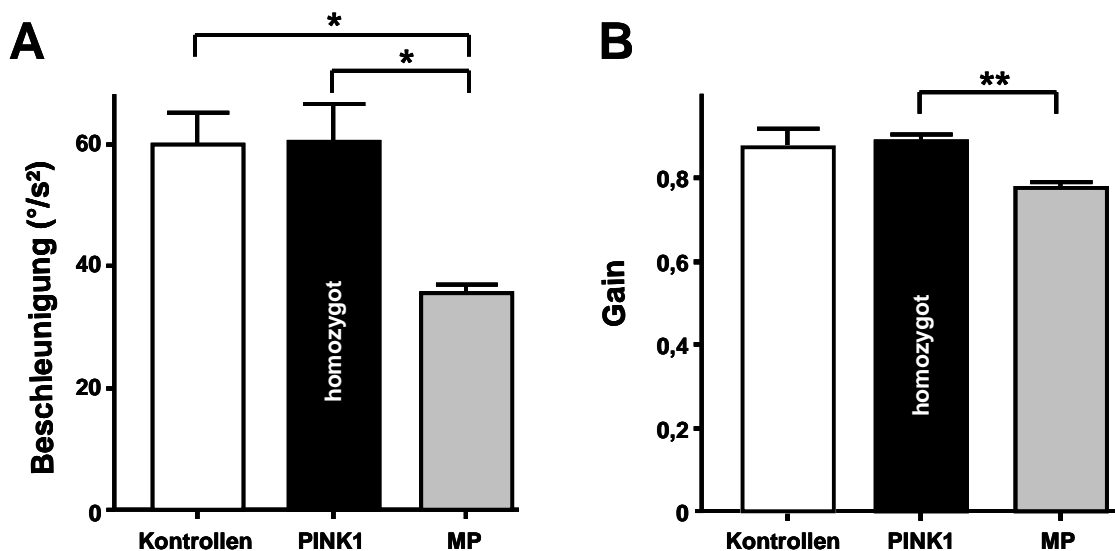 A
*
*
Beschleunigung (°/s²)
60
40
20
0
homozygot
Kontrollen PINK1 MP
B
**
Gain
0,8
0,6
0,4
0,2
0
homozygot
Kontrollen PINK1 MP